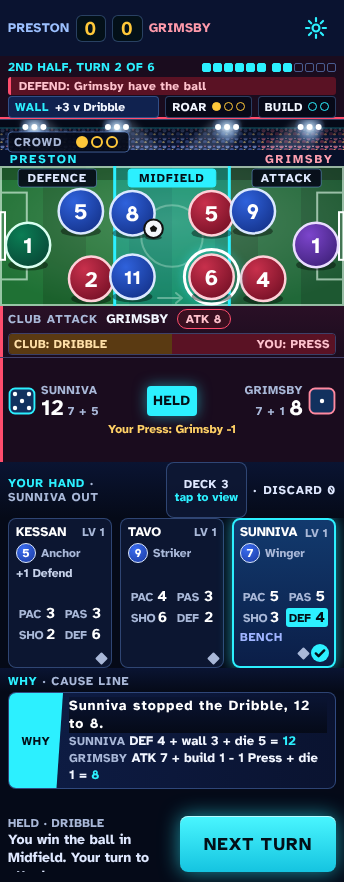 PRESTON 0 0 GRIMSBY
2ND HALF, TURN 2 OF 6
DEFEND: Grimsby have the ball
WALL +3 v Dribble
ROAR
BUILD
CROWD
PRESTON GRIMSBY
DEFENCE MIDFIELD ATTACK
5 8 5 9
1 1
2 11 6 4
CLUB ATTACK GRIMSBY ATK 8
CLUB: DRIBBLE YOU: PRESS
SUNNIVA
12 7 + 5
HELD
GRIMSBY
7 + 1 8
Your Press: Grimsby -1
YOUR HAND ·
SUNNIVA OUT
DECK 3
tap to view
· DISCARD 0
KESSAN LV 1
5 Anchor
+1 Defend
PAC 3 PAS 3
SHO 2 DEF 6
TAVO LV 1
9 Striker
PAC 4 PAS 3
SHO 6 DEF 2
SUNNIVA LV 1
7 Winger
PAC 5 PAS 5
SHO 3 DEF 4
BENCH
WHY · CAUSE LINE
WHY
Sunniva stopped the Dribble, 12
to 8.
SUNNIVA DEF 4 + wall 3 + die 5 = 12
GRIMSBY ATK 7 + build 1 - 1 Press + die
1 = 8
HELD · DRIBBLE
You win the ball in
Midfield. Your turn to
NEXT TURN